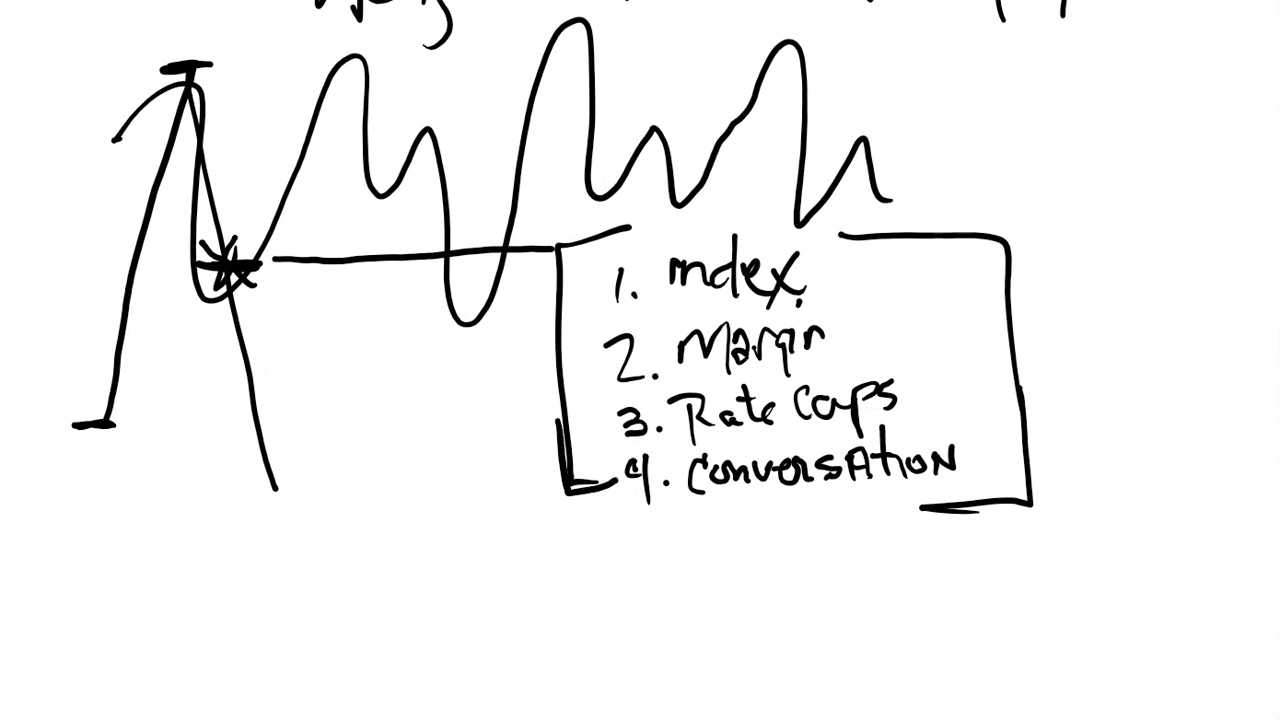 1. Index.
2. Margin
3. Rate Caps
4. ConversATION